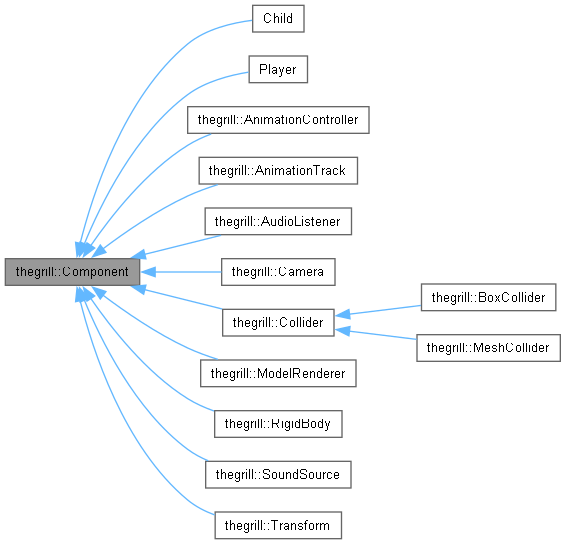 Child
Player
thegrill::AnimationController
thegrill::AnimationTrack
thegrill::AudioListener
thegrill::Component
thegrill::Camera
thegrill::BoxCollider
thegrill::Collider
thegrill::MeshCollider
thegrill::ModelRenderer
thegrill::RigidBody
thegrill::SoundSource
thegrill::Transform